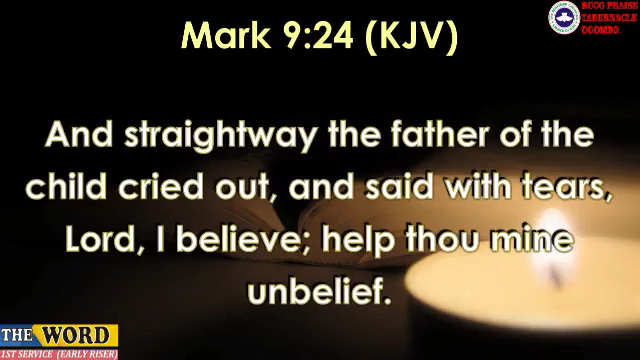 Mark 9:24 (KJV)
RCCG PRAISE
TABERNACLE
OGOMBO.
And straightway the father of the
child cried out, and said with tears,
Lord, I believe; help thou mine
unbelief.
THE WORD
1ST SERVICE (EARLY RISER)